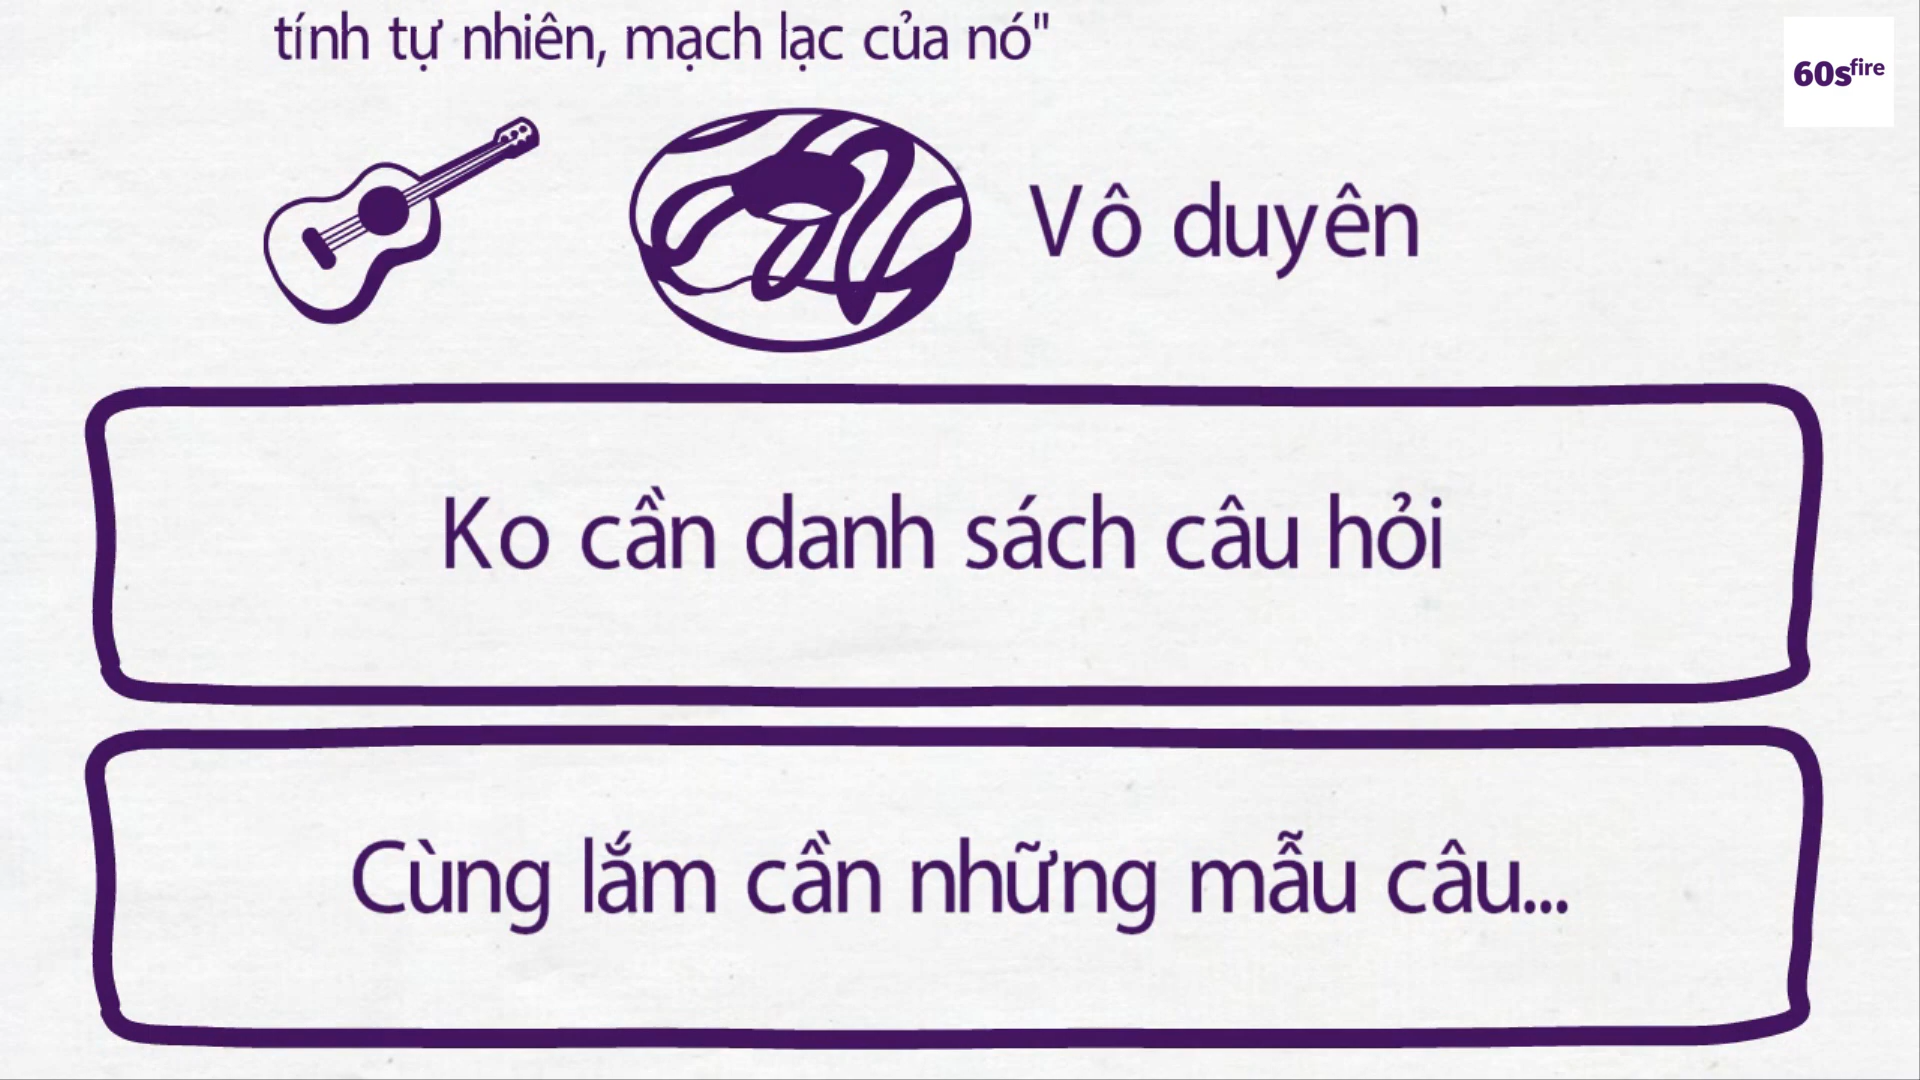 tính tự nhiên, mạch lạc của nó"
60sfire
Vô duyên
Ko cần danh sách câu hỏi
Cùng lắm cần những mẫu câu...